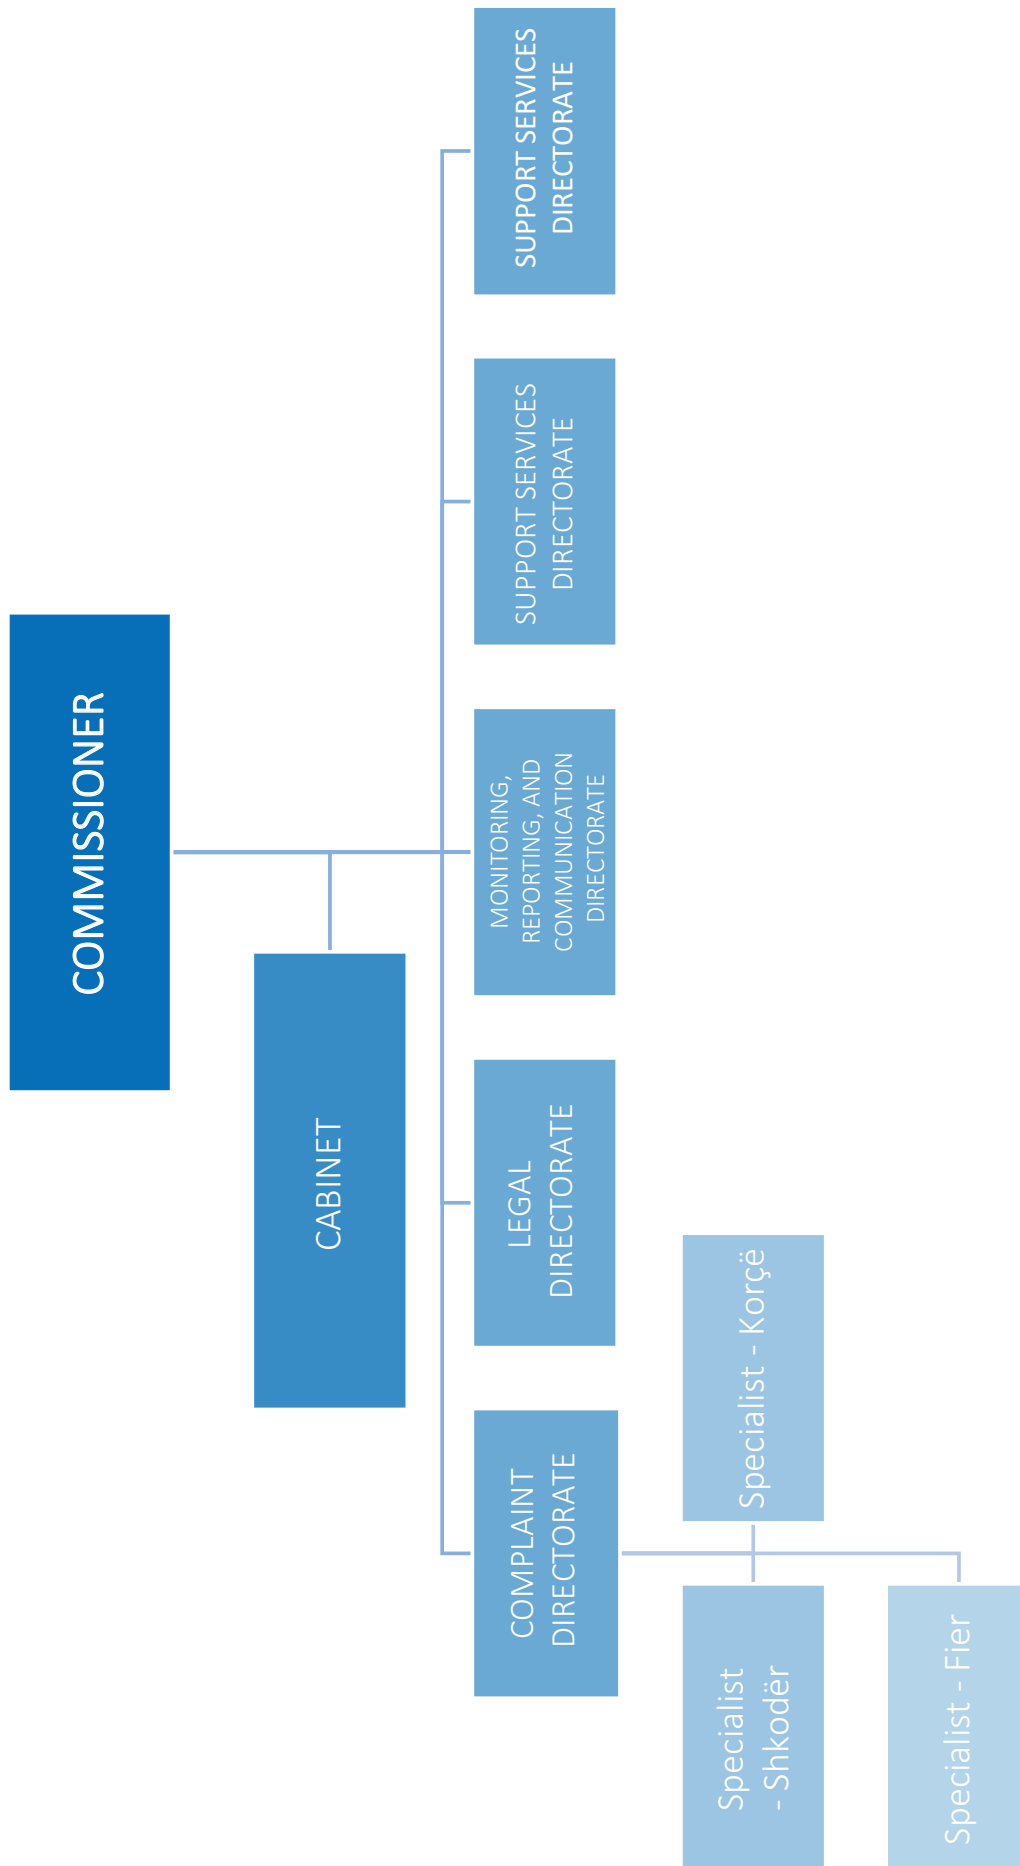 COMMISSIONER
CABINET
COMPLAINT
DIRECTORATE
LEGAL
DIRECTORATE
MONITORING,
REPORTING, AND
COMMUNICATION
DIRECTORATE
SUPPORT SERVICES
DIRECTORATE
SUPPORT SERVICES
DIRECTORATE
Specialist
- Shkodër
Specialist - Korçë
Specialist - Fier